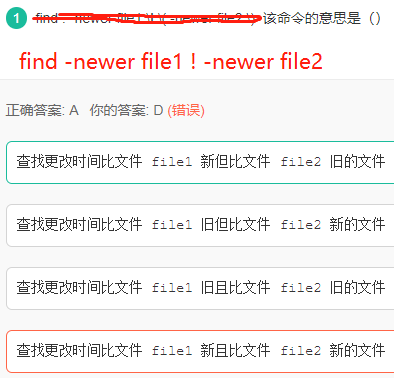 1 find ! -newer file1 该命令的意思是（）
find -newer file1 ! -newer file2
正确答案: A 你的答案: D (错误)
查找更改时间比文件 file1 新但比文件 file2 旧的文件
查找更改时间比文件 file1 旧但比文件 file2 新的文件
查找更改时间比文件 file1 旧且比文件 file2 旧的文件
查找更改时间比文件 file1 新且比文件 file2 新的文件